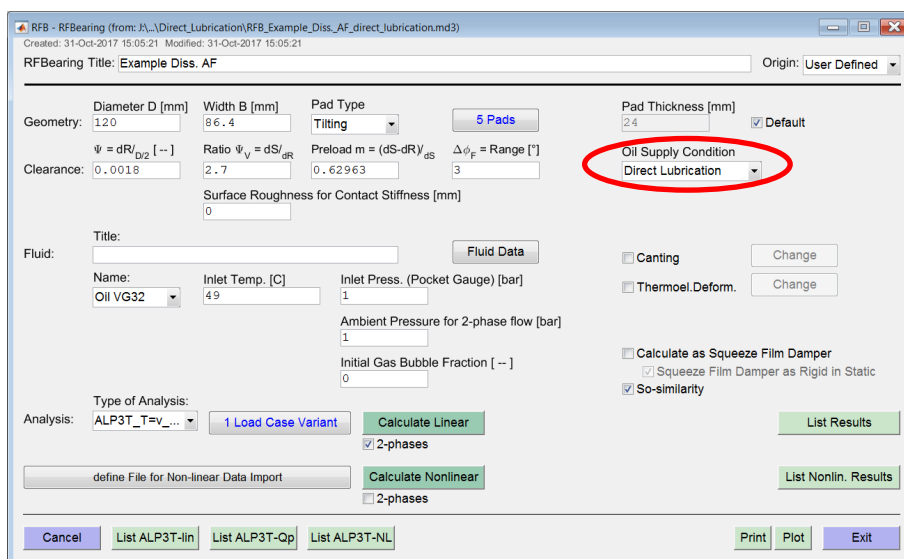 RFB - RFBearing (from: J:\...\Direct_Lubrication\RFB_Example_Diss._AF_direct_lubrication.md3)
Created: 31-Oct-2017 15:05:21 Modified: 31-Oct-2017 15:05:21
RFBearing Title: Example Diss. AF Origin: User Defined
Diameter D [mm] Width B [mm] Pad Type Pad Thickness [mm]
Geometry: 120 86.4 Tilting 5 Pads 24 Default
Ψ = dR/D/2 [ -- ] Ratio ΨV = dS/dR Preload m = (dS-dR)/dS ΔϕF = Range [°] Oil Supply Condition
Clearance: 0.0018 2.7 0.62963 3 Direct Lubrication
Surface Roughness for Contact Stiffness [mm]
0
Title:
Fluid: Fluid Data Canting Change
Name: Inlet Temp. [C] Inlet Press. (Pocket Gauge) [bar]
Oil VG32 49 1 Thermoel.Deform. Change
Ambient Pressure for 2-phase flow [bar]
1
Initial Gas Bubble Fraction [ -- ] Calculate as Squeeze Film Damper
0 Squeeze Film Damper as Rigid in Static
So-similarity
Type of Analysis:
Analysis: ALP3T_T=v_... 1 Load Case Variant Calculate Linear List Results
2-phases
define File for Non-linear Data Import Calculate Nonlinear List Nonlin. Results
2-phases
Cancel List ALP3T-lin List ALP3T-Qp List ALP3T-NL Print Plot Exit